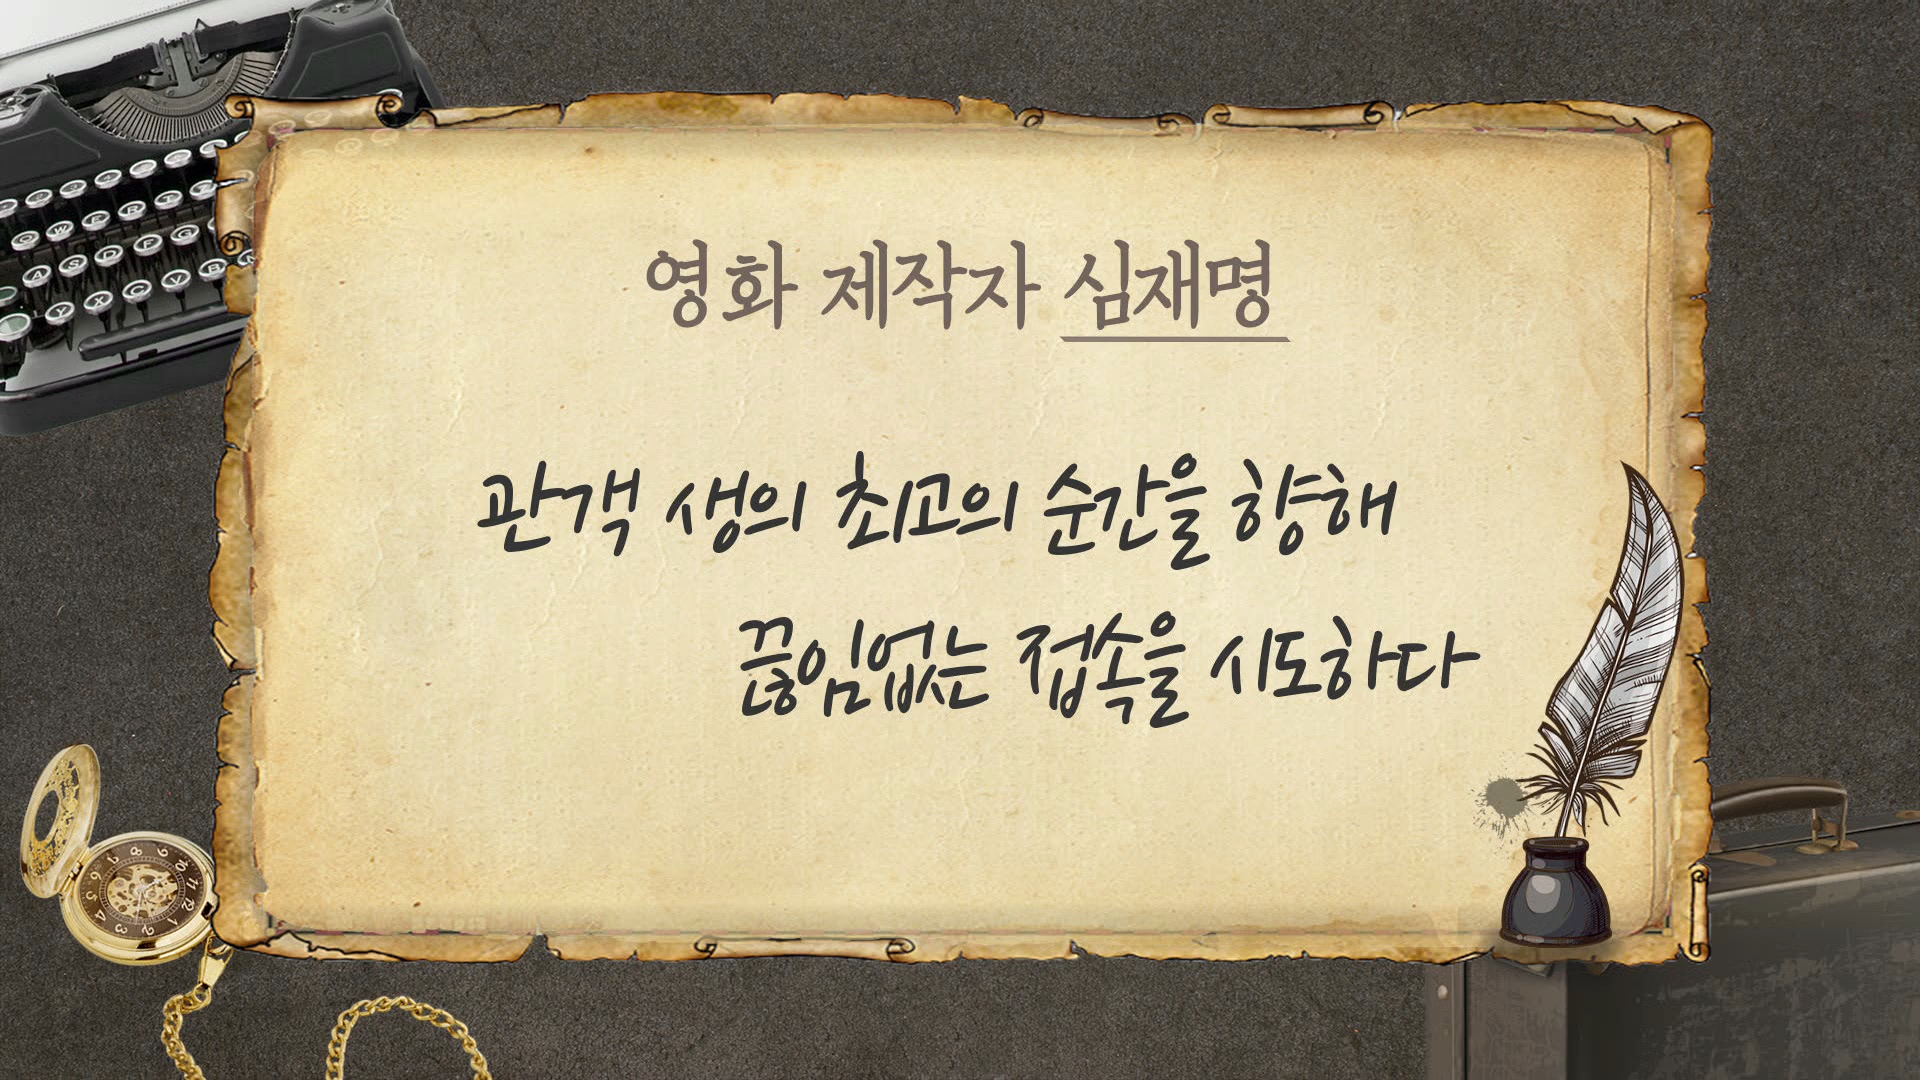 영화 제작자 심재명
관객 생의 최고의 순간을 향해
끊임없는 접속을 시도하다